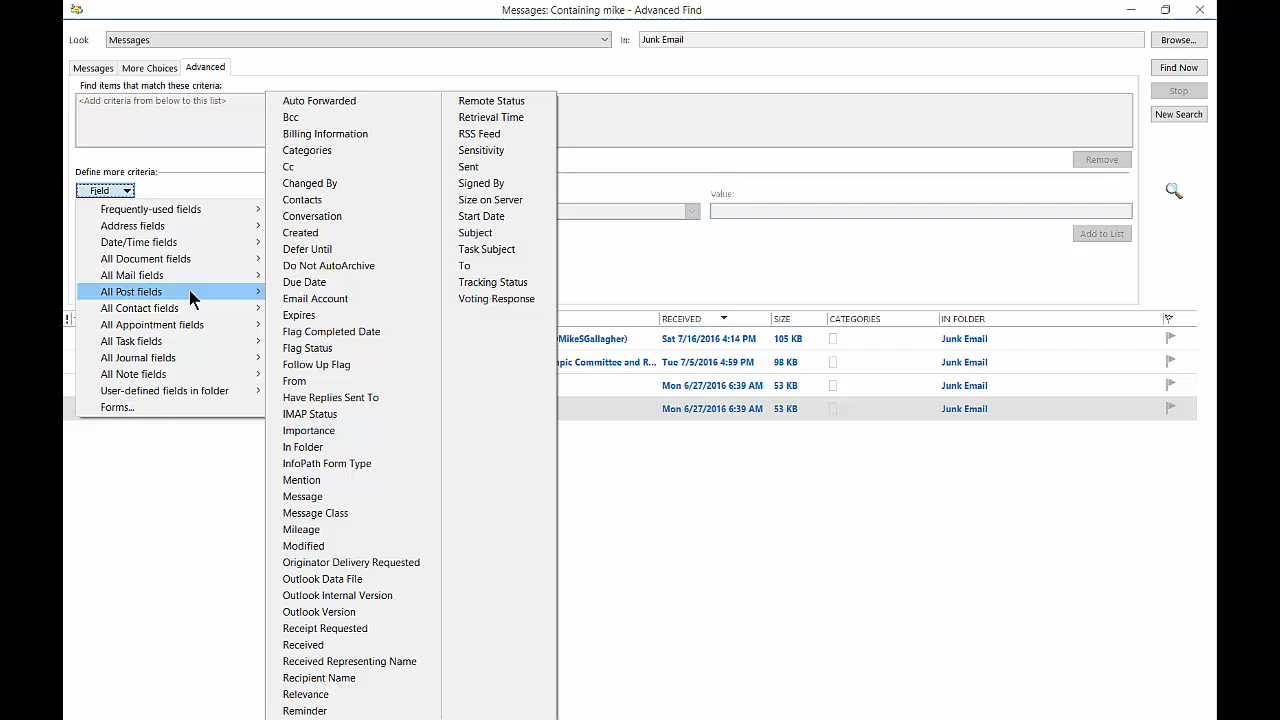 Messages: Containing mike - Advanced Find
Look
Messages
In:
Junk Email
Browse...
Messages
More Choices
Advanced
Find Now
Find items that match these criteria:
<Add criteria from below to this list>
Stop
New Search
Remove
Define more criteria:
Field
Value:
Add to List
Frequently-used fields
Address fields
Date/Time fields
All Document fields
All Mail fields
All Post fields
All Contact fields
All Appointment fields
All Task fields
All Journal fields
All Note fields
User-defined fields in folder
Forms...
Auto Forwarded
Bcc
Billing Information
Categories
Cc
Changed By
Contacts
Conversation
Created
Defer Until
Do Not AutoArchive
Due Date
Email Account
Expires
Flag Completed Date
Flag Status
Follow Up Flag
From
Have Replies Sent To
IMAP Status
Importance
In Folder
InfoPath Form Type
Mention
Message
Message Class
Mileage
Modified
Originator Delivery Requested
Outlook Data File
Outlook Internal Version
Outlook Version
Receipt Requested
Received
Received Representing Name
Recipient Name
Relevance
Reminder
Remote Status
Retrieval Time
RSS Feed
Sensitivity
Sent
Signed By
Size on Server
Start Date
Subject
Task Subject
To
Tracking Status
Voting Response
RECEIVED SIZE CATEGORIES IN FOLDER
MikeSGallagher) Sat 7/16/2016 4:14 PM 105 KB Junk Email
pic Committee and R... Tue 7/5/2016 4:59 PM 98 KB Junk Email
Mon 6/27/2016 6:39 AM 53 KB Junk Email
Mon 6/27/2016 6:39 AM 53 KB Junk Email